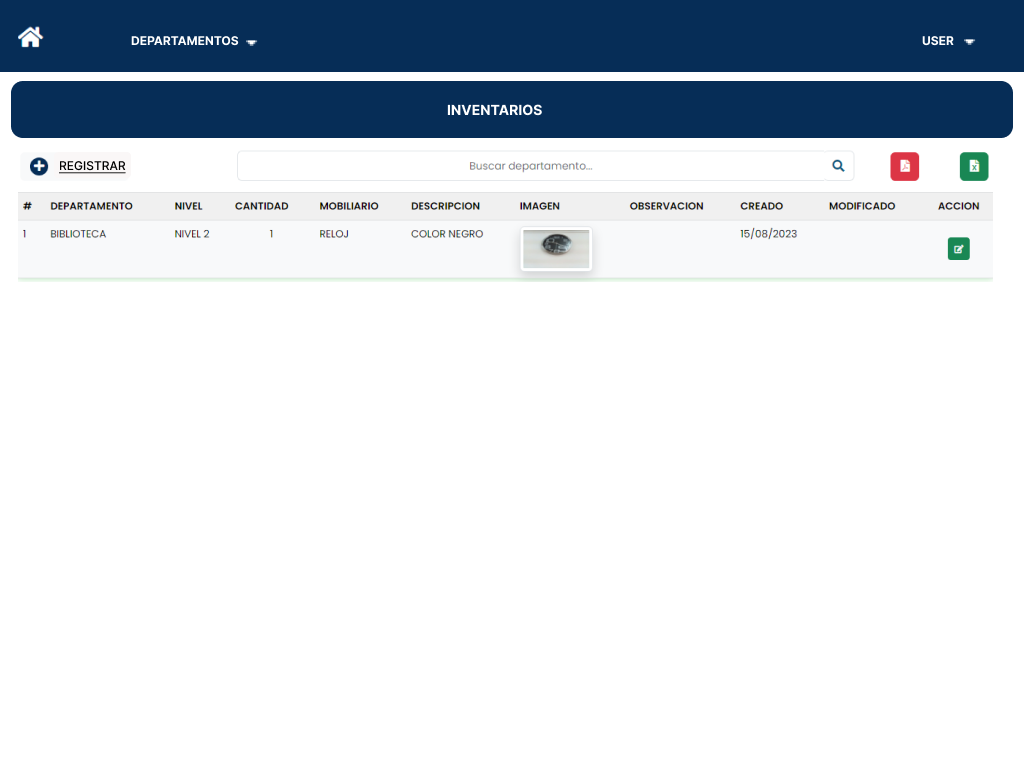 DEPARTAMENTOS USER
INVENTARIOS
REGISTRAR Buscar departamento...
# DEPARTAMENTO NIVEL CANTIDAD MOBILIARIO DESCRIPCION IMAGEN OBSERVACION CREADO MODIFICADO ACCION
1 BIBLIOTECA NIVEL 2 1 RELOJ COLOR NEGRO 15/08/2023